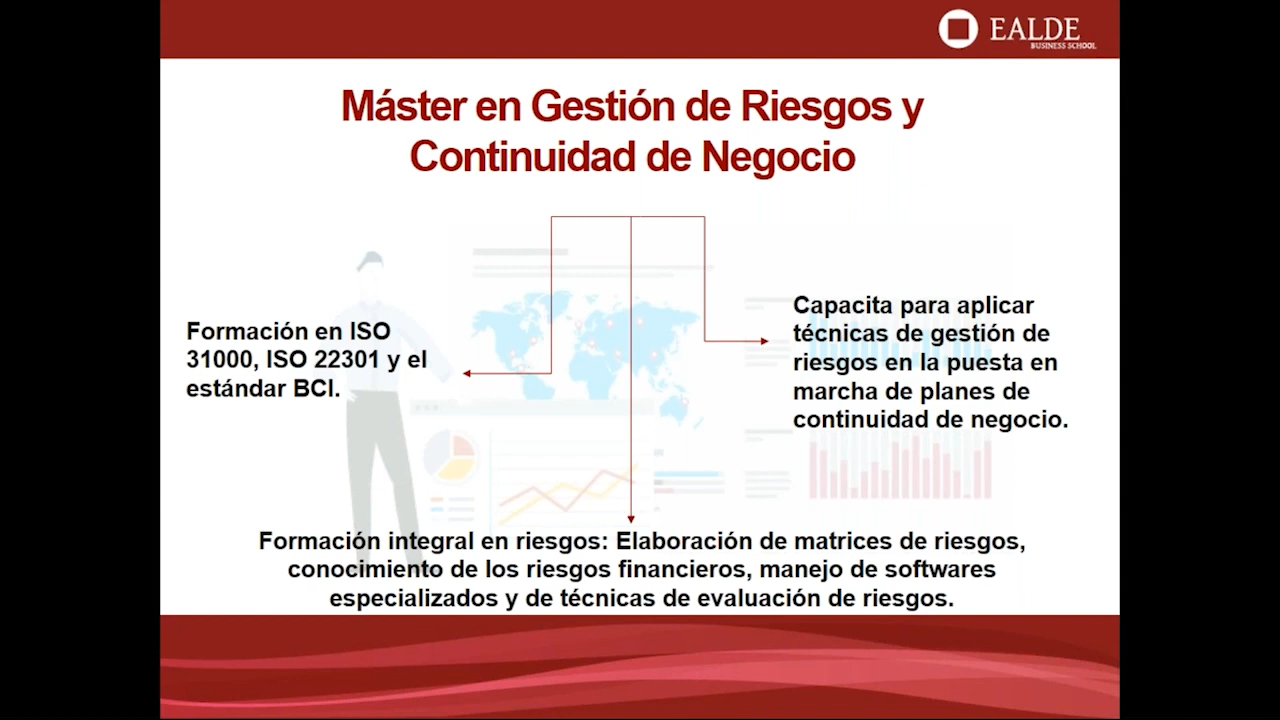 EALDE
BUSINESS SCHOOL
Máster en Gestión de Riesgos y
Continuidad de Negocio
Formación en ISO
31000, ISO 22301 y el
estándar BCI.
Capacita para aplicar
técnicas de gestión de
riesgos en la puesta en
marcha de planes de
continuidad de negocio.
Formación integral en riesgos: Elaboración de matrices de riesgos,
conocimiento de los riesgos financieros, manejo de softwares
especializados y de técnicas de evaluación de riesgos.